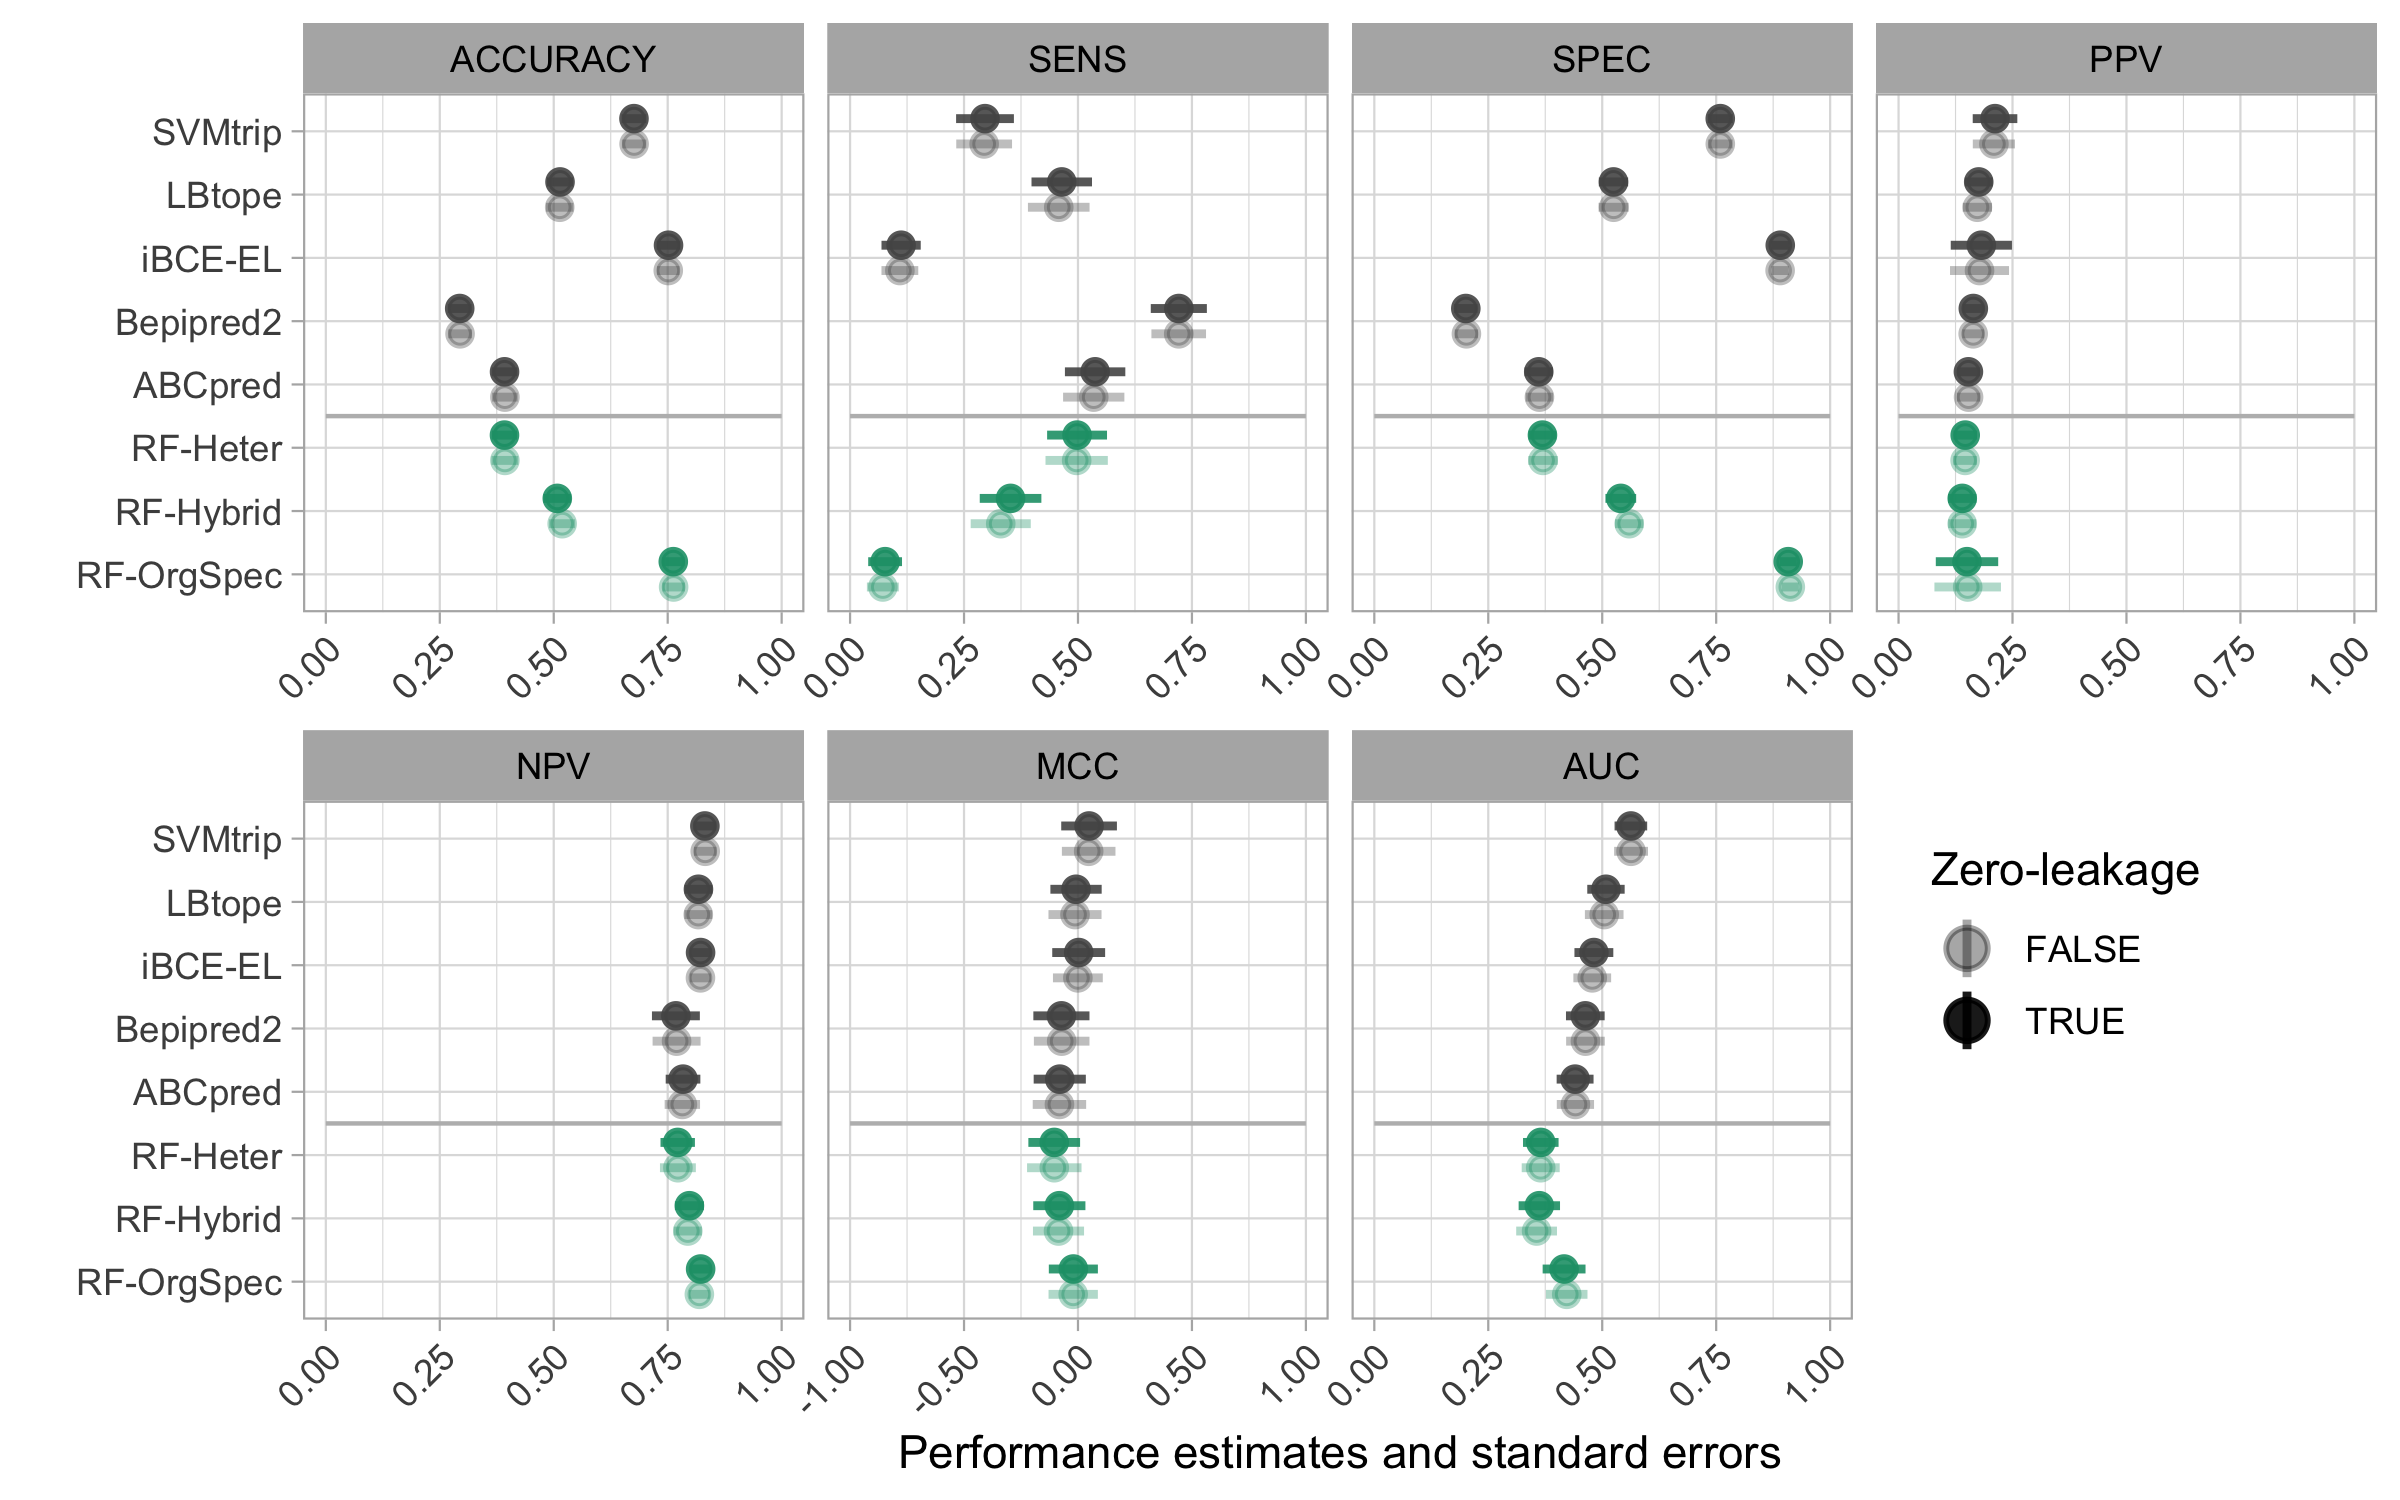 ACCURACY SENS SPEC PPV
SVMtrip
LBtope
iBCE-EL
Bepipred2
ABCpred
RF-Heter
RF-Hybrid
RF-OrgSpec
0.00 0.25 0.50 0.75 1.00 0.00 0.25 0.50 0.75 1.00 0.00 0.25 0.50 0.75 1.00 0.00 0.25 0.50 0.75 1.00
NPV MCC AUC
SVMtrip
LBtope
iBCE-EL
Bepipred2
ABCpred
RF-Heter
RF-Hybrid
RF-OrgSpec
0.00 0.25 0.50 0.75 1.00 -1.00 -0.50 0.00 0.50 1.00 0.00 0.25 0.50 0.75 1.00
Zero-leakage
FALSE
TRUE
Performance estimates and standard errors